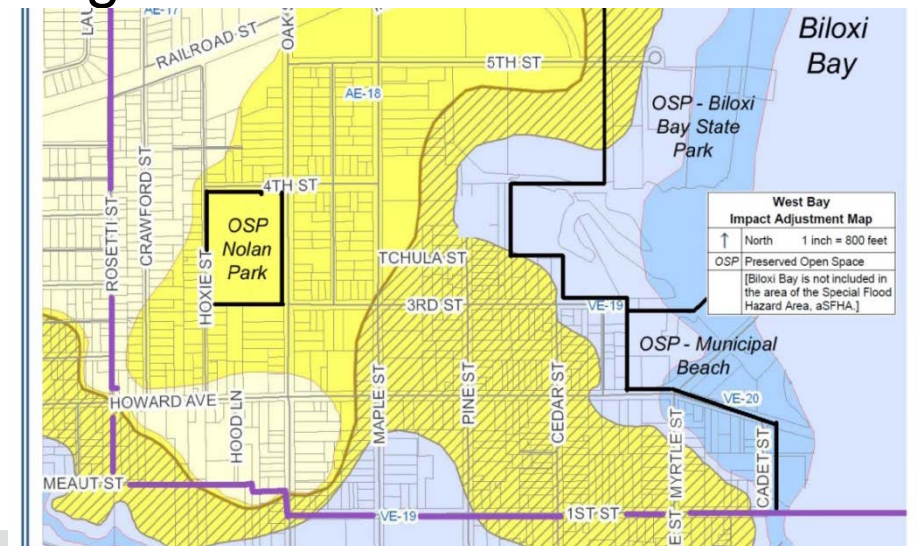 AE-17
Biloxi
Bay
RAILROAD ST
OAK
5TH ST
AE-18
OSP - Biloxi
Bay State
Park
CRAWFORD ST
ROSETTI ST
4TH ST
OSP
Nolan
Park
HOXIE ST
West Bay
Impact Adjustment Map
↑ North 1 inch = 800 feet
OSP Preserved Open Space
[Biloxi Bay is not included in
the area of the Special Flood
Hazard Area, aSFHA.]
TCHULA ST
3RD ST
VE-19
OSP - Municipal
Beach
HOWARD AVE
HOOD LN
MAPLE ST
PINE ST
CEDAR ST
VE-20
MYRTLE ST
CADET ST
MEAUT ST
VE-19
1ST ST
E ST